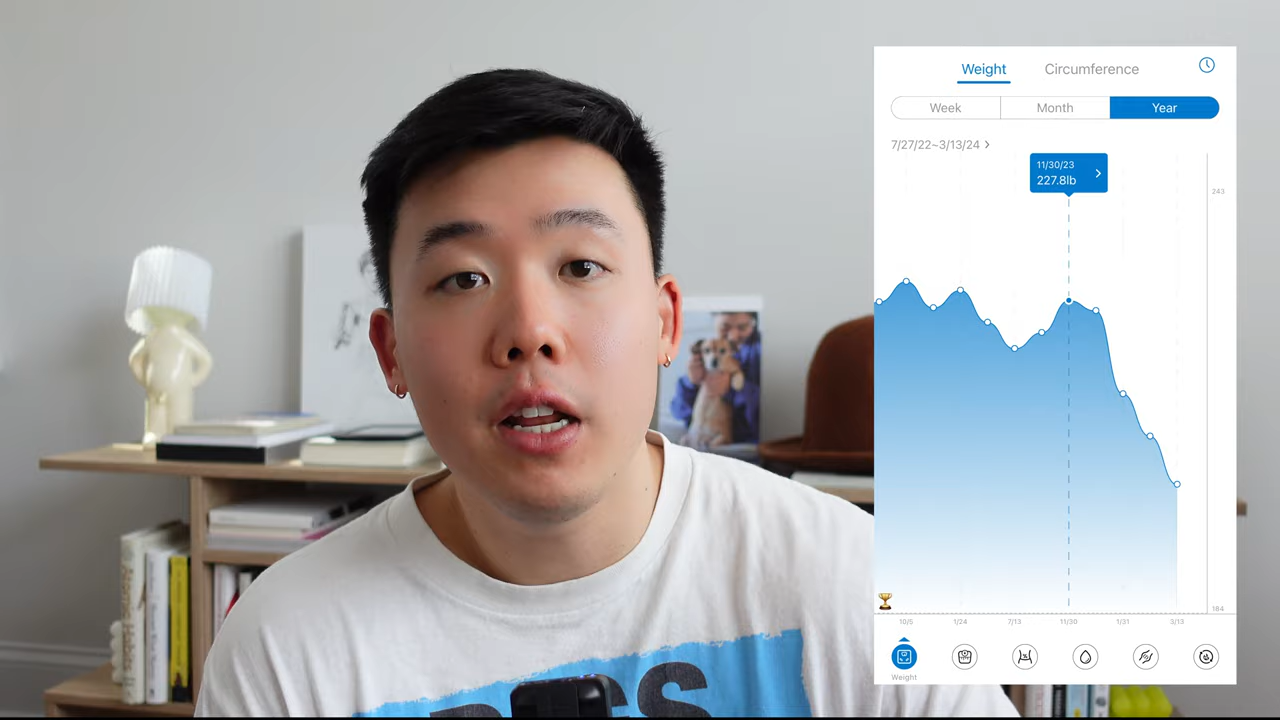 Weight
Circumference
Week
Month
Year
7/27/22~3/13/24
11/30/23
227.8lb
243
184
10/5
1/24
7/13
11/30
1/31
3/13
Weight